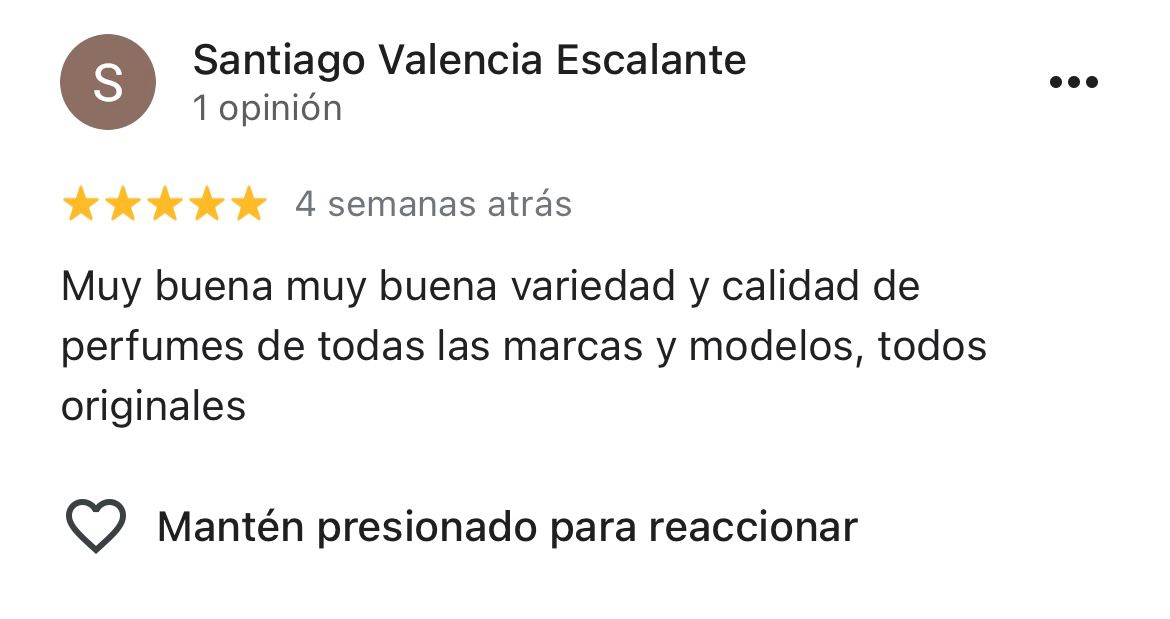 S
Santiago Valencia Escalante
1 opinión
4 semanas atrás
Muy buena muy buena variedad y calidad de
perfumes de todas las marcas y modelos, todos
originales
Mantén presionado para reaccionar